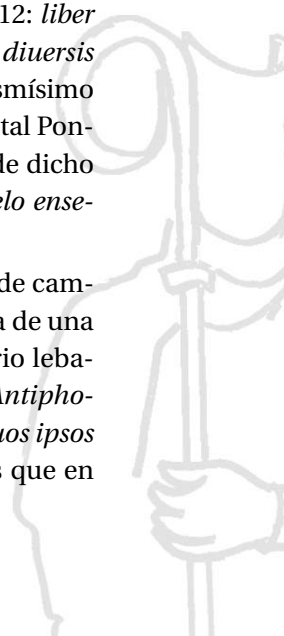 12: liber
diuersis
smísimo
tal Pon-
de dicho
elo ense-
de cam-
a de una
rio leba-
Antipho-
uos ipsos
s que en